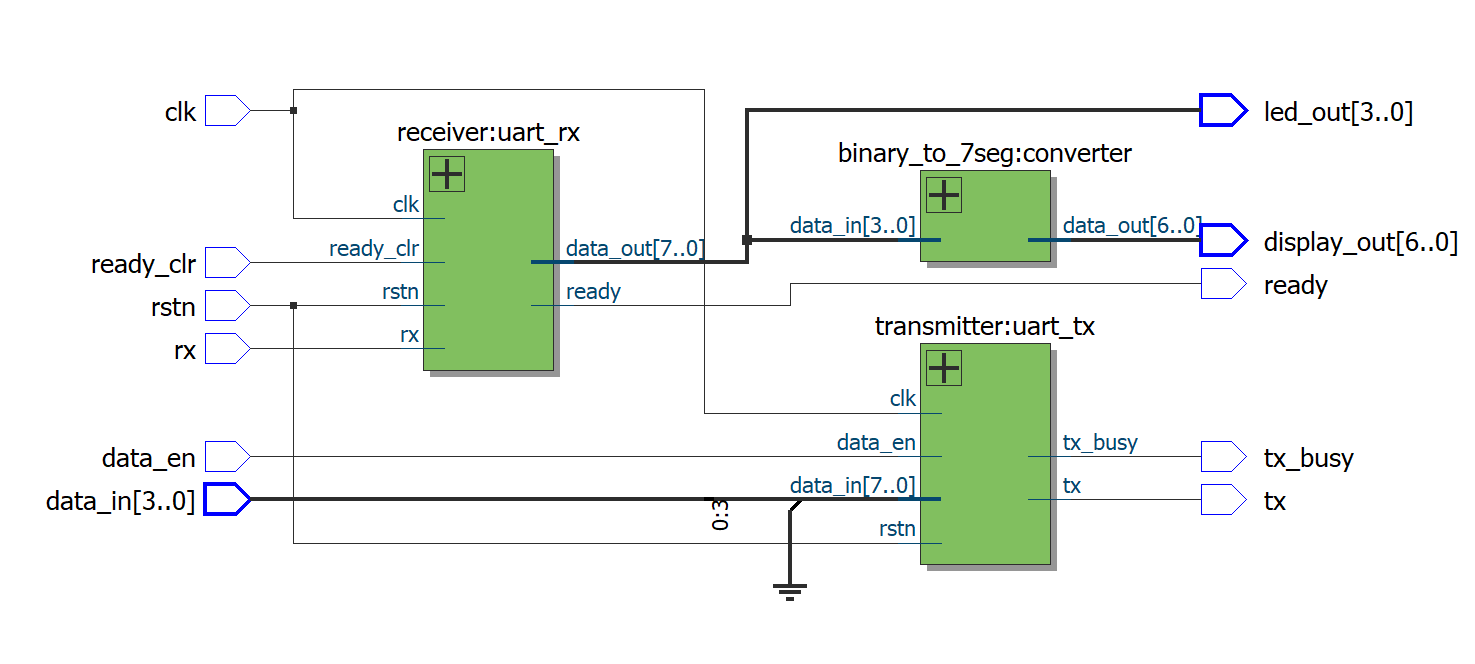 clk
led_out[3..0]
receiver:uart_rx
binary_to_7seg:converter
clk
data_in[3..0]
data_out[6..0]
ready_clr
ready_clr
data_out[7..0]
display_out[6..0]
rstn
rstn
ready
ready
rx
rx
transmitter:uart_tx
clk
data_en
data_en
tx_busy
tx_busy
data_in[3..0]
data_in[7..0]
tx
tx
0:3
rstn